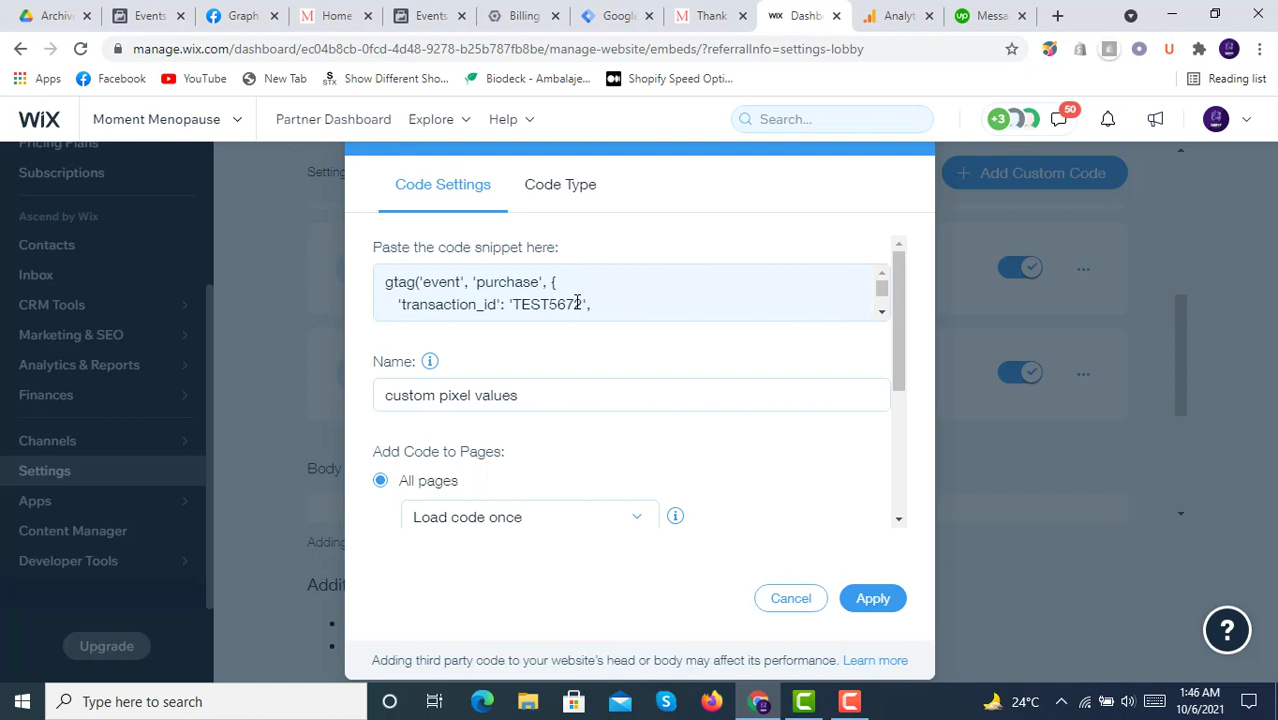 Archive
Events
Graph
Home
Events
Billing
Google
Thank
Dashb
Analyt
Messa
manage.wix.com/dashboard/ec04b8cb-0fcd-4d48-9278-b25b787fb8be/manage-website/embeds/?referralInfo=settings-lobby
Apps
Facebook
YouTube
New Tab
Show Different Sho...
Biodeck - Ambalaje...
Shopify Speed Opti...
Reading list
WiX
Moment Menopause
Partner Dashboard
Explore
Help
Search...
+3
50
Pricing Plans
Subscriptions
Ascend by Wix
Contacts
Inbox
CRM Tools
Marketing & SEO
Analytics & Reports
Finances
Channels
Settings
Apps
Content Manager
Developer Tools
Upgrade
Add Custom Code
Code Settings
Code Type
Paste the code snippet here:
gtag('event', 'purchase', {
'transaction_id': 'TEST5672',
Name:
custom pixel values
Add Code to Pages:
All pages
Load code once
Cancel
Apply
Adding third party code to your website's head or body may affect its performance. Learn more
Settin
Body
Adding
Addit
Type here to search
24°C
1:46 AM
10/6/2021